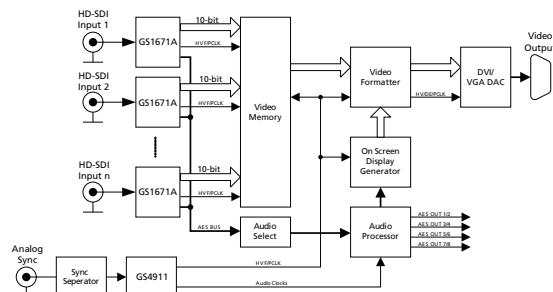 HD-SDI
Input 1
GS1671A
10-bit
HVF/PCLK
HD-SDI
Input 2
GS1671A
10-bit
HVF/PCLK
HD-SDI
Input n
GS1671A
10-bit
HVF/PCLK
AES BUS
Video
Memory
Audio
Select
Video
Formatter
HV/DE/PCLK
DVI/
VGA DAC
Video
Output
On Screen
Display
Generator
Audio
Processor
AES OUT 1/2
AES OUT 3/4
AES OUT 5/6
AES OUT 7/8
Analog
Sync
Sync
Seperator
GS4911
HVF/PCLK
Audio Clocks